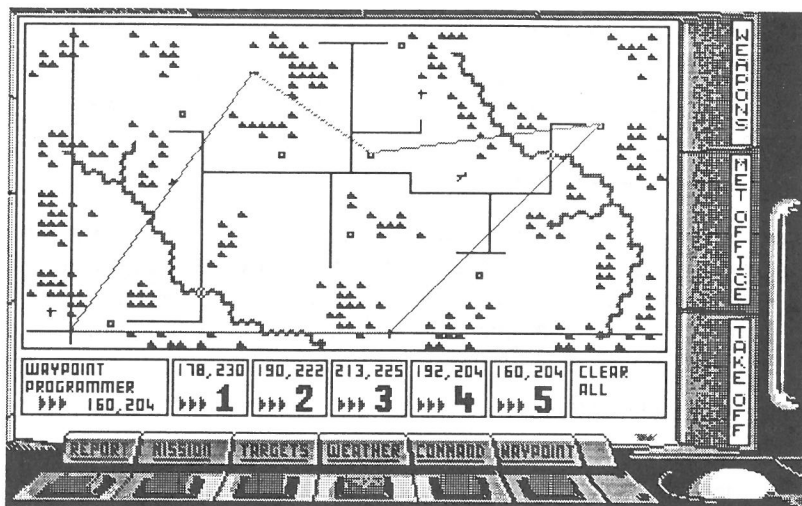 WEAPONS
MET OFFICE
TAKE OFF
WAYPOINT
PROGRAMMER
160,204
178,230
1
190,222
2
213,225
3
192,204
4
160,204
5
CLEAR
ALL
REPORT
MISSION
TARGETS
WEATHER
COMMAND
WAYPOINT